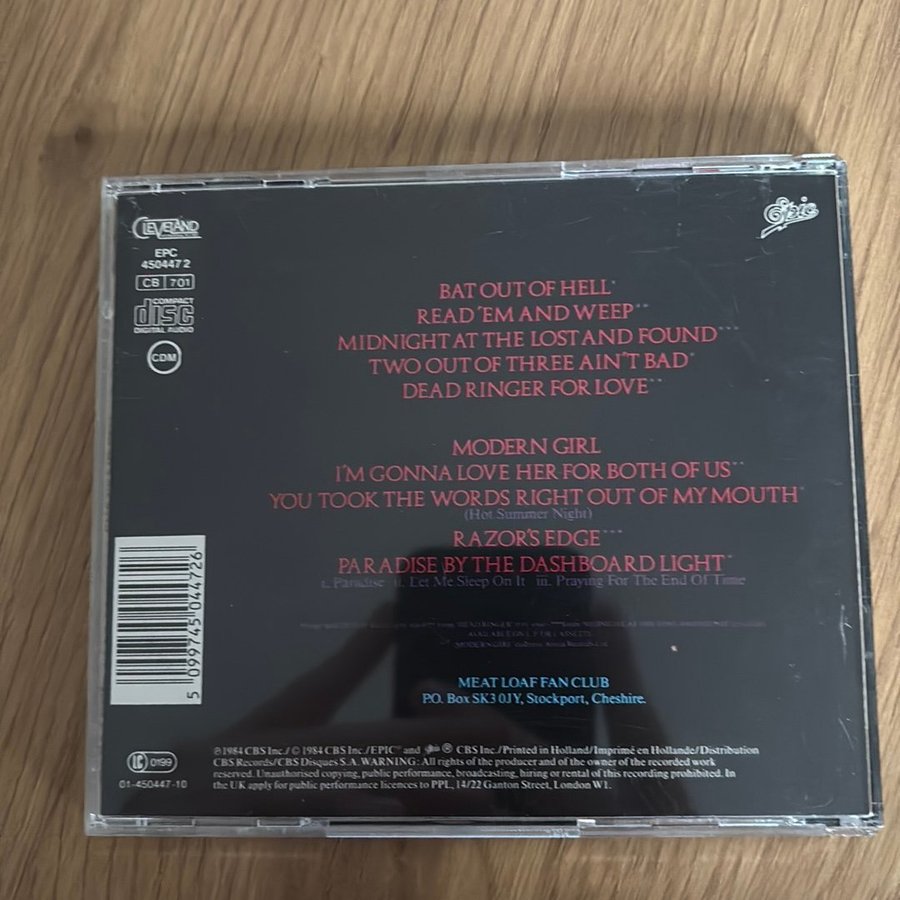 CLEVELAND
EPC
450447 2
CB 701
COMPACT
disc
DIGITAL AUDIO
CDM
Epic
BAT OUT OF HELL*
READ 'EM AND WEEP**
MIDNIGHT AT THE LOST AND FOUND***
TWO OUT OF THREE AIN'T BAD*
DEAD RINGER FOR LOVE**
MODERN GIRL
I'M GONNA LOVE HER FOR BOTH OF US**
YOU TOOK THE WORDS RIGHT OUT OF MY MOUTH*
(Hot Summer Night)
RAZOR'S EDGE***
PARADISE BY THE DASHBOARD LIGHT*
i. Paradise ii. Let Me Sleep On It iii. Praying For The End Of Time
MEAT LOAF FAN CLUB
P.O. Box SK3 0JY, Stockport, Cheshire.
5 099745 044726
LC 0199
01-450447-10
℗ 1984 CBS Inc./© 1984 CBS Inc./EPIC® and Epic ® CBS Inc./Printed in Holland/Imprimé en Hollande/Distribution
CBS Records/CBS Disques S.A. WARNING: All rights of the producer and of the owner of the recorded work
reserved. Unauthorised copying, public performance, broadcasting, hiring or rental of this recording prohibited. In
the UK apply for public performance licences to PPL, 14/22 Ganton Street, London W1.